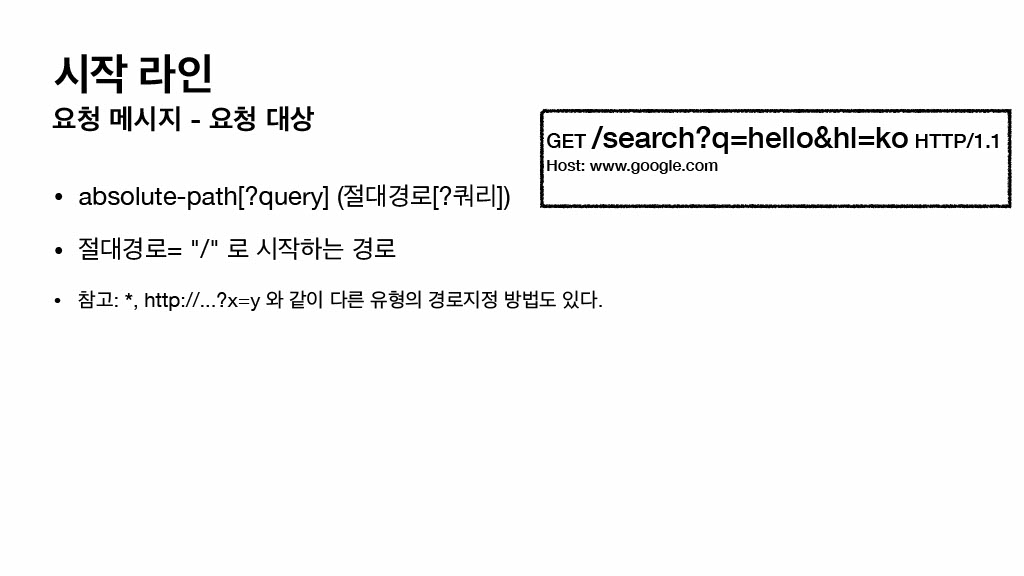 시작 라인
요청 메시지 - 요청 대상
GET /search?q=hello&hl=ko HTTP/1.1
Host: www.google.com
• absolute-path[?query] (절대경로[?쿼리])
• 절대경로= "/" 로 시작하는 경로
• 참고: *, http://...?x=y 와 같이 다른 유형의 경로지정 방법도 있다.